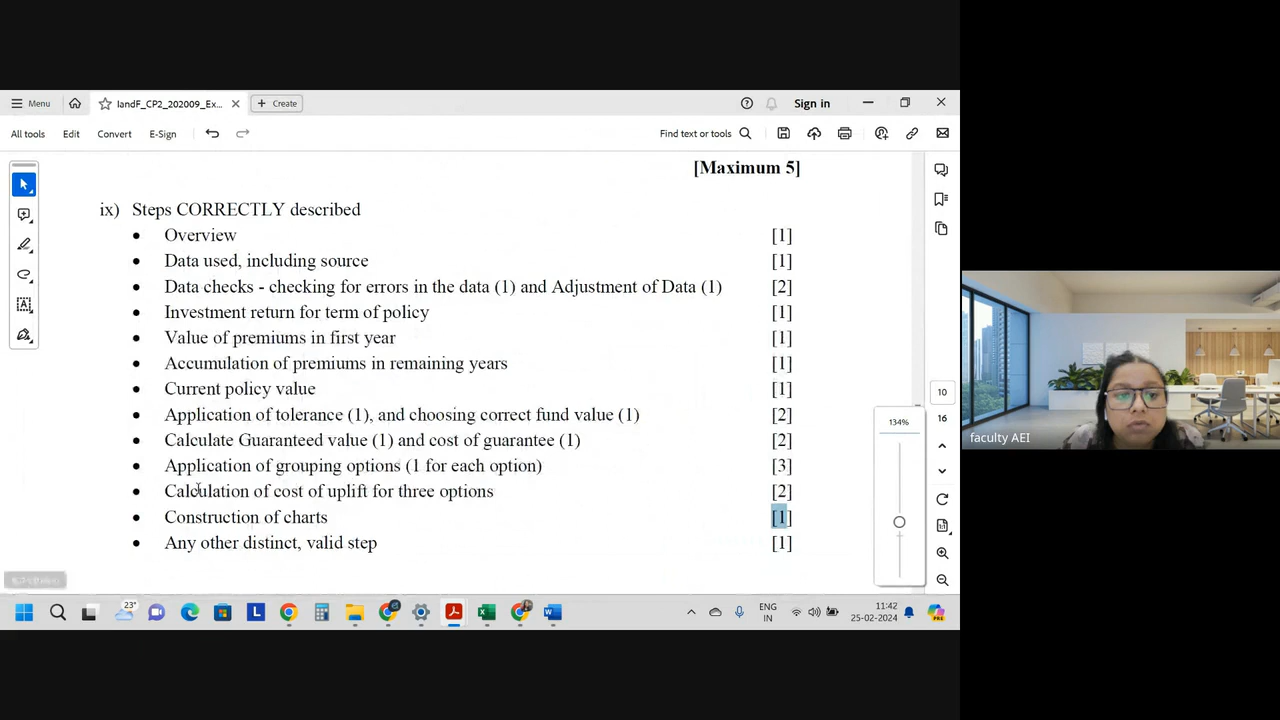 Menu
IandF_CP2_202009_Ex...
Create
Sign in
All tools
Edit
Convert
E-Sign
Find text or tools
[Maximum 5]
ix) Steps CORRECTLY described
• Overview [1]
• Data used, including source [1]
• Data checks - checking for errors in the data (1) and Adjustment of Data (1) [2]
• Investment return for term of policy [1]
• Value of premiums in first year [1]
• Accumulation of premiums in remaining years [1]
• Current policy value [1]
• Application of tolerance (1), and choosing correct fund value (1) [2]
• Calculate Guaranteed value (1) and cost of guarantee (1) [2]
• Application of grouping options (1 for each option) [3]
• Calculation of cost of uplift for three options [2]
• Construction of charts [1]
• Any other distinct, valid step [1]
10
16
134%
faculty AEI
23°
L
ENG
IN
11:42
25-02-2024